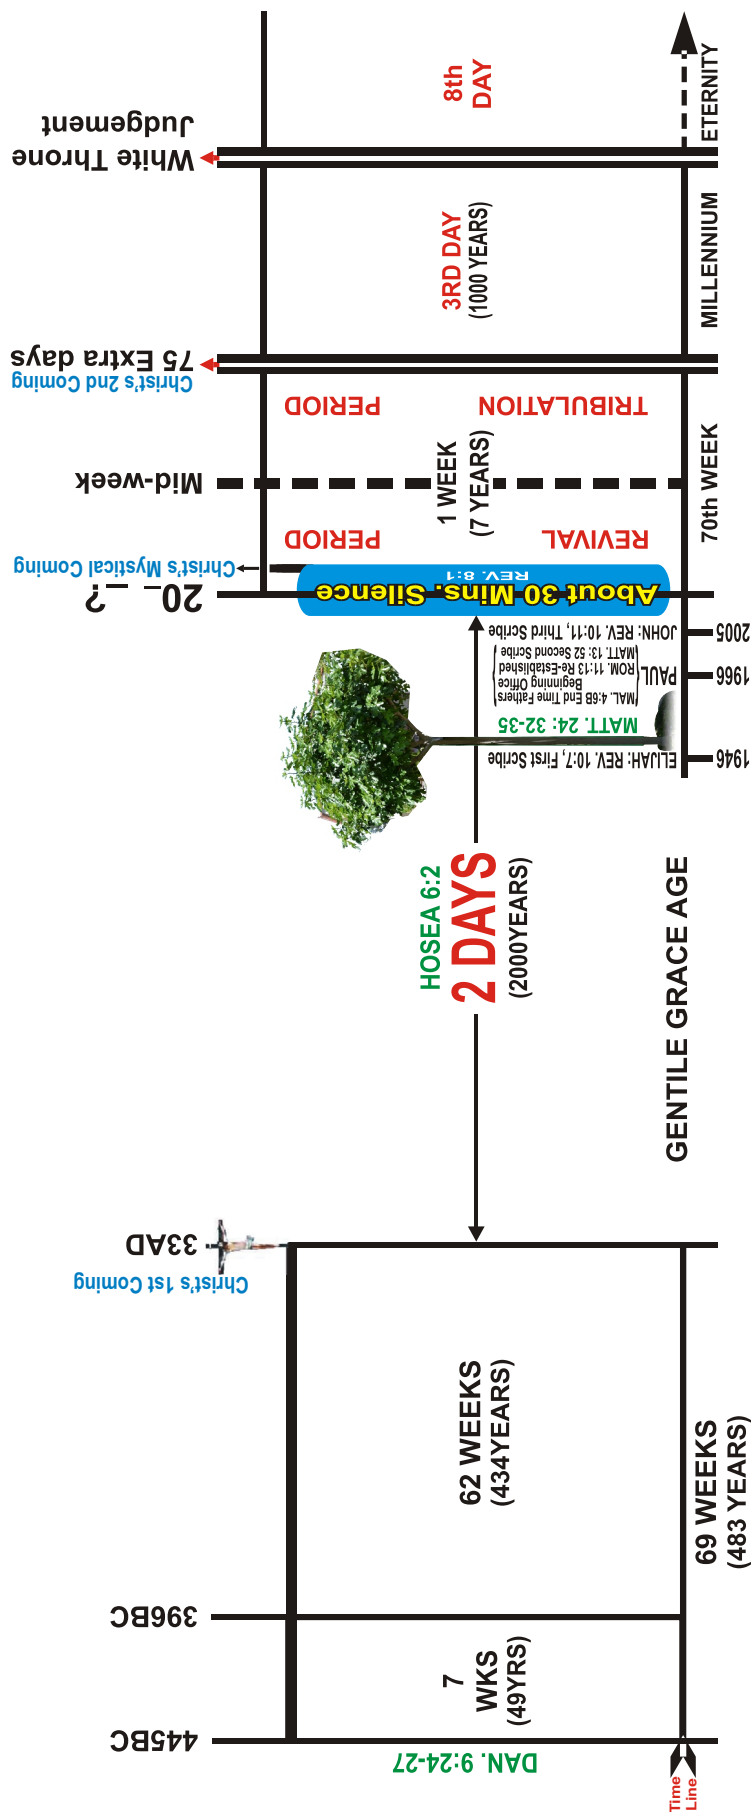 Time
Line
DAN. 9:24-27
445BC
7
WKS
(49YRS)
396BC
62 WEEKS
(434YEARS)
69 WEEKS
(483 YEARS)
Christ's 1st Coming
33AD
HOSEA 6:2
2 DAYS
(2000YEARS)
GENTILE GRACE AGE
1946
ELIJAH: REV. 10:7, First Scribe
MATT. 24: 32-35
1966
PAUL
MAL. 4:6B End Time Fathers
Beginning Office
ROM. 11:13 Re-Established
MATT. 13: 52 Second Scribe
2005
JOHN: REV. 10:11, Third Scribe
20_ _?
Christ's Mystical Coming
About 30 Mins. Silence
REV. 8:1
REVIVAL PERIOD
Mid-week
1 WEEK
(7 YEARS)
70th WEEK
TRIBULATION PERIOD
Christ's 2nd Coming
75 Extra days
3RD DAY
(1000 YEARS)
MILLENNIUM
White Throne
Judgement
8th
DAY
ETERNITY